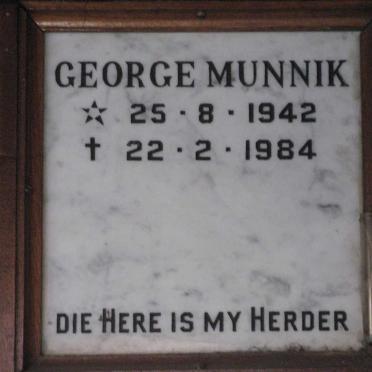 GEORGE MUNNIK
☆ 25 · 8 · 1942
✝ 22 · 2 · 1984
DIE HERE IS MY HERDER